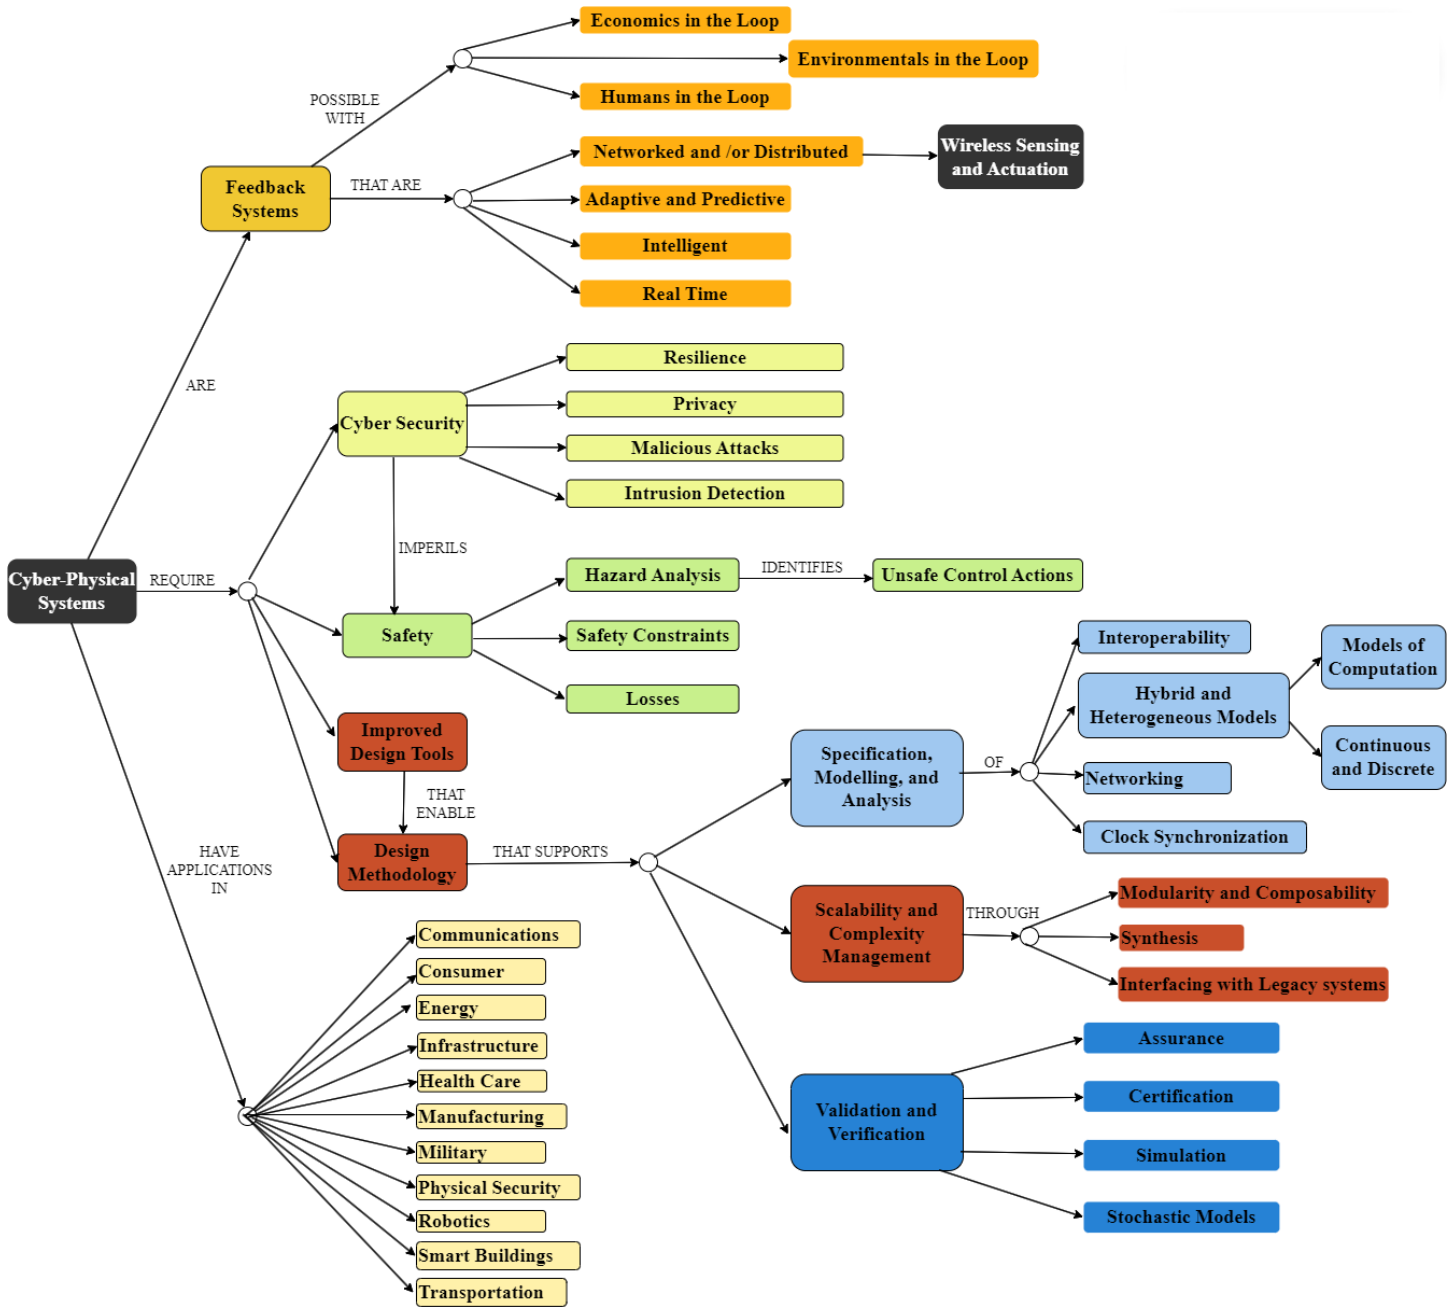 Economics in the Loop
Environmentals in the Loop
Humans in the Loop
POSSIBLE
WITH
Networked and /or Distributed
Wireless Sensing
and Actuation
Feedback
Systems
THAT ARE
Adaptive and Predictive
Intelligent
Real Time
ARE
Resilience
Cyber Security
Privacy
Malicious Attacks
Intrusion Detection
IMPERILS
Cyber-Physical
Systems
REQUIRE
Hazard Analysis
IDENTIFIES
Unsafe Control Actions
Safety
Safety Constraints
Losses
Improved
Design Tools
THAT
ENABLE
Design
Methodology
THAT SUPPORTS
Specification,
Modelling, and
Analysis
OF
Interoperability
Hybrid and
Heterogeneous Models
Models of
Computation
Continuous
and Discrete
Networking
Clock Synchronization
Scalability and
Complexity
Management
THROUGH
Modularity and Composability
Synthesis
Interfacing with Legacy systems
Validation and
Verification
Assurance
Certification
Simulation
Stochastic Models
HAVE
APPLICATIONS
IN
Communications
Consumer
Energy
Infrastructure
Health Care
Manufacturing
Military
Physical Security
Robotics
Smart Buildings
Transportation